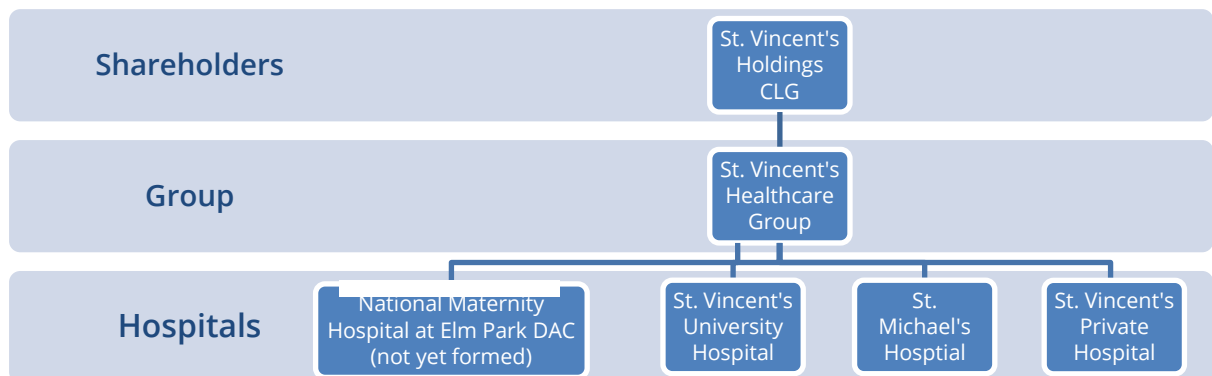 Shareholders
St. Vincent's
Holdings
CLG
Group
St. Vincent's
Healthcare
Group
Hospitals
National Maternity
Hospital at Elm Park DAC
(not yet formed)
St. Vincent's
University
Hospital
St.
Michael's
Hosptial
St. Vincent's
Private
Hospital